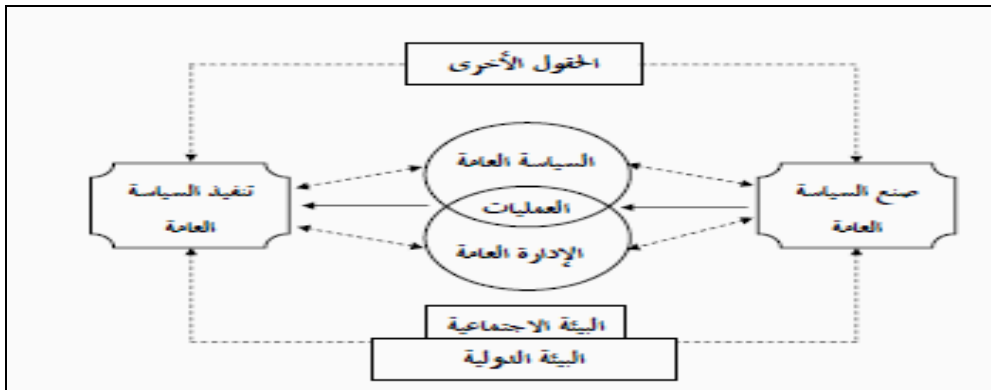 الحقول الأخرى
السياسة العامة
صنع السياسة
العامة
العمليات
تنفيذ السياسة
العامة
الإدارة العامة
البيئة الاجتماعية
البيئة الدولية